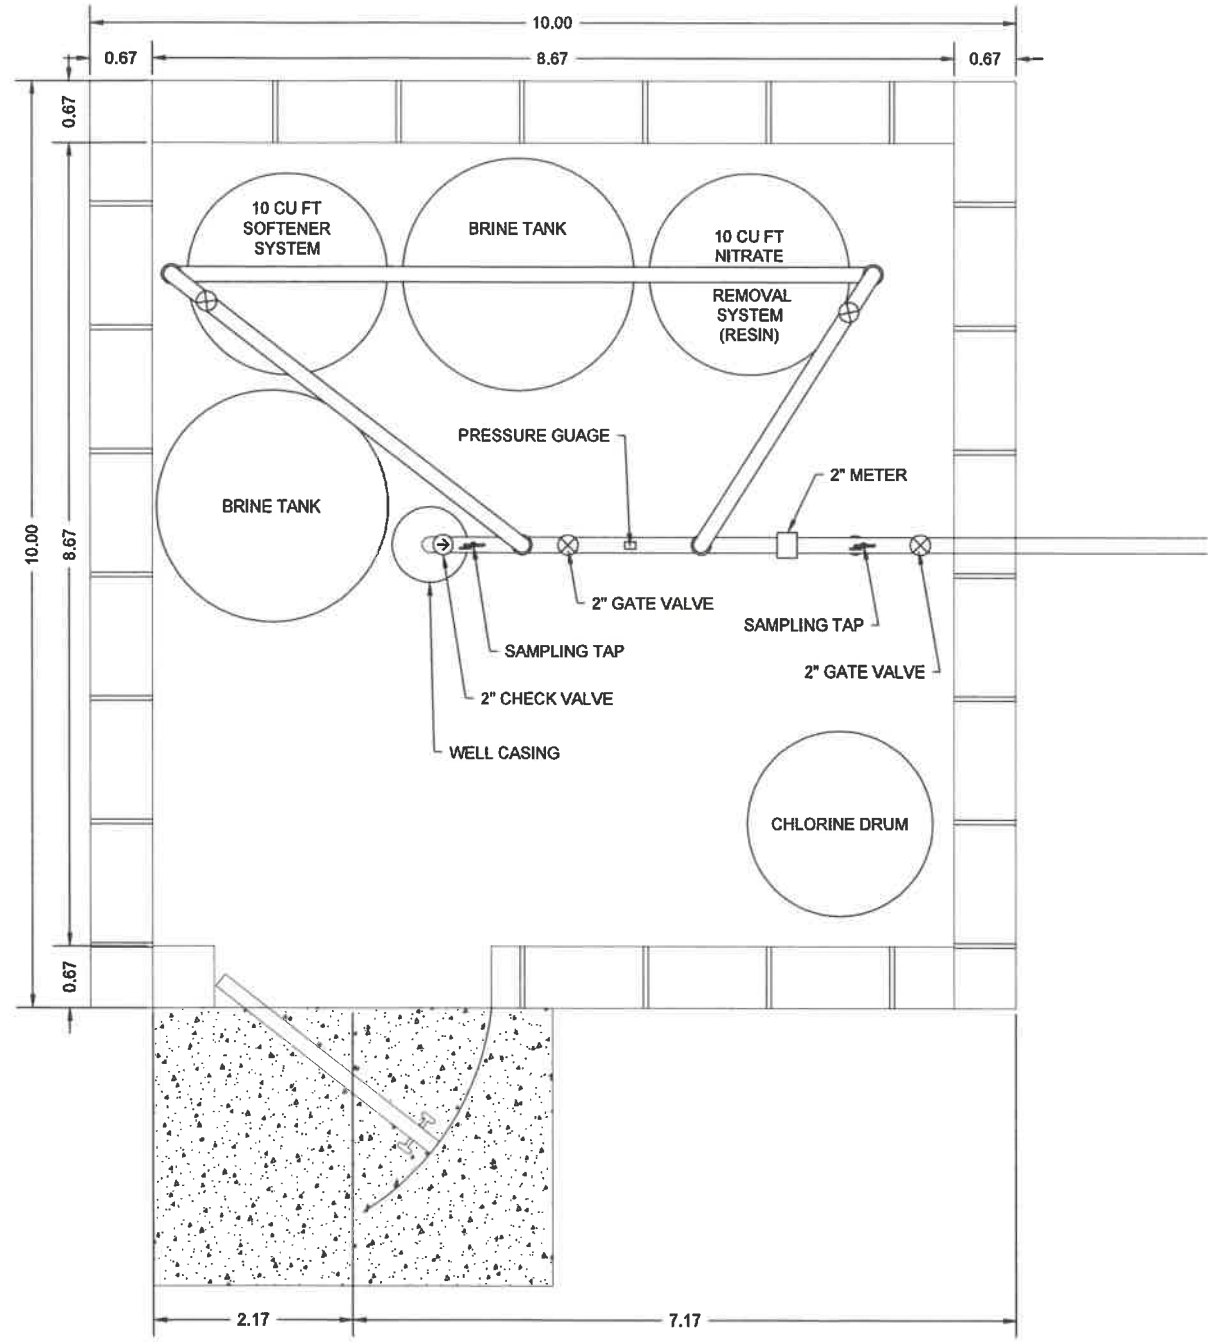 10.00
0.67
8.67
0.67
0.67
10 CU FT
SOFTENER
SYSTEM
BRINE TANK
10 CU FT
NITRATE
REMOVAL
SYSTEM
(RESIN)
PRESSURE GUAGE
2" METER
BRINE TANK
10.00
8.67
2" GATE VALVE
SAMPLING TAP
SAMPLING TAP
2" GATE VALVE
2" CHECK VALVE
WELL CASING
CHLORINE DRUM
0.67
2.17
7.17